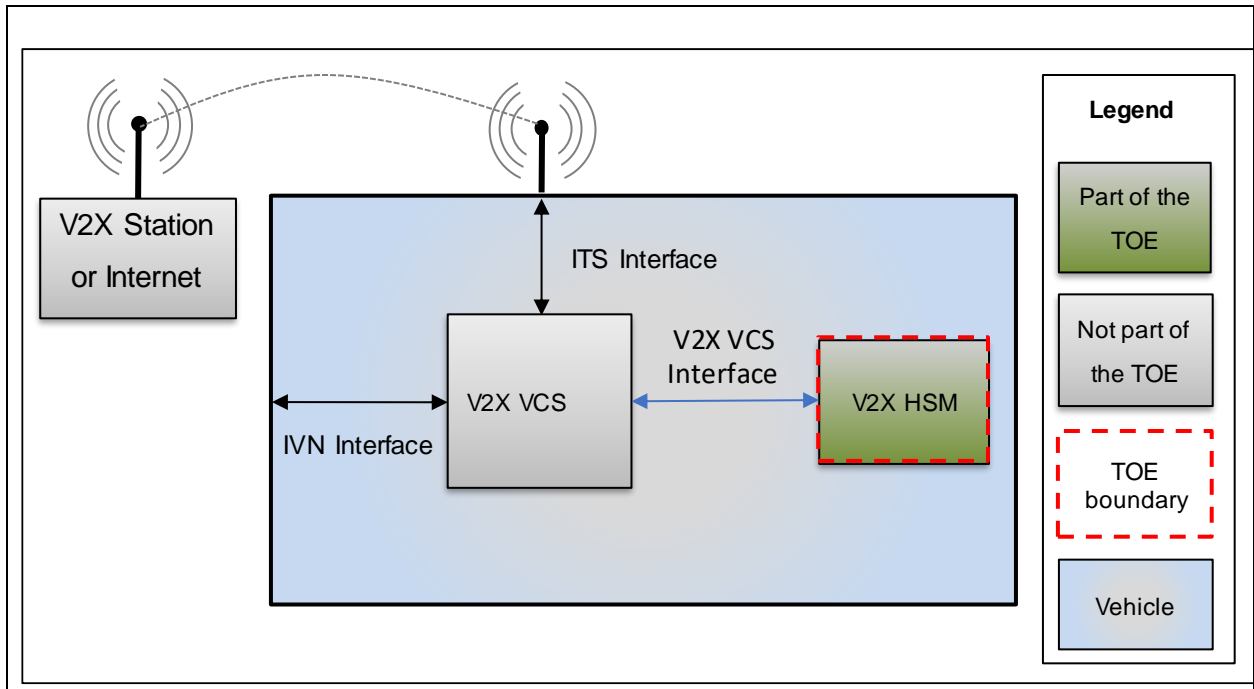 V2X Station
or Internet
ITS Interface
V2X VCS
Interface
V2X VCS
V2X HSM
IVN Interface
Legend
Part of the
TOE
Not part of
the TOE
TOE
boundary
Vehicle